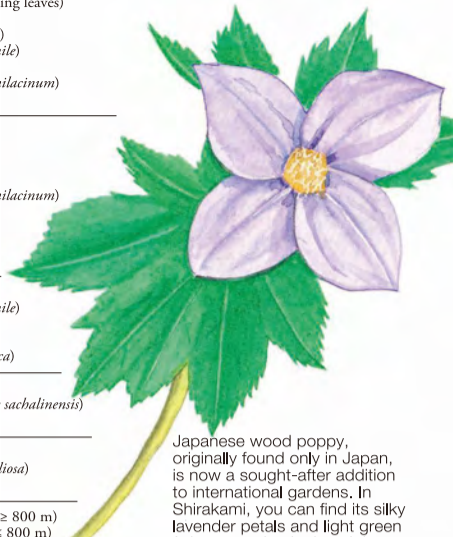 ing leaves)
)
ile)
ilacinum)
ilacinum)
ile)
ca)
sachalinensis)
liosa)
≥ 800 m)
800 m)
Japanese wood poppy,
originally found only in Japan,
is now a sought-after addition
to international gardens. In
Shirakami, you can find its silky
lavender petals and light green